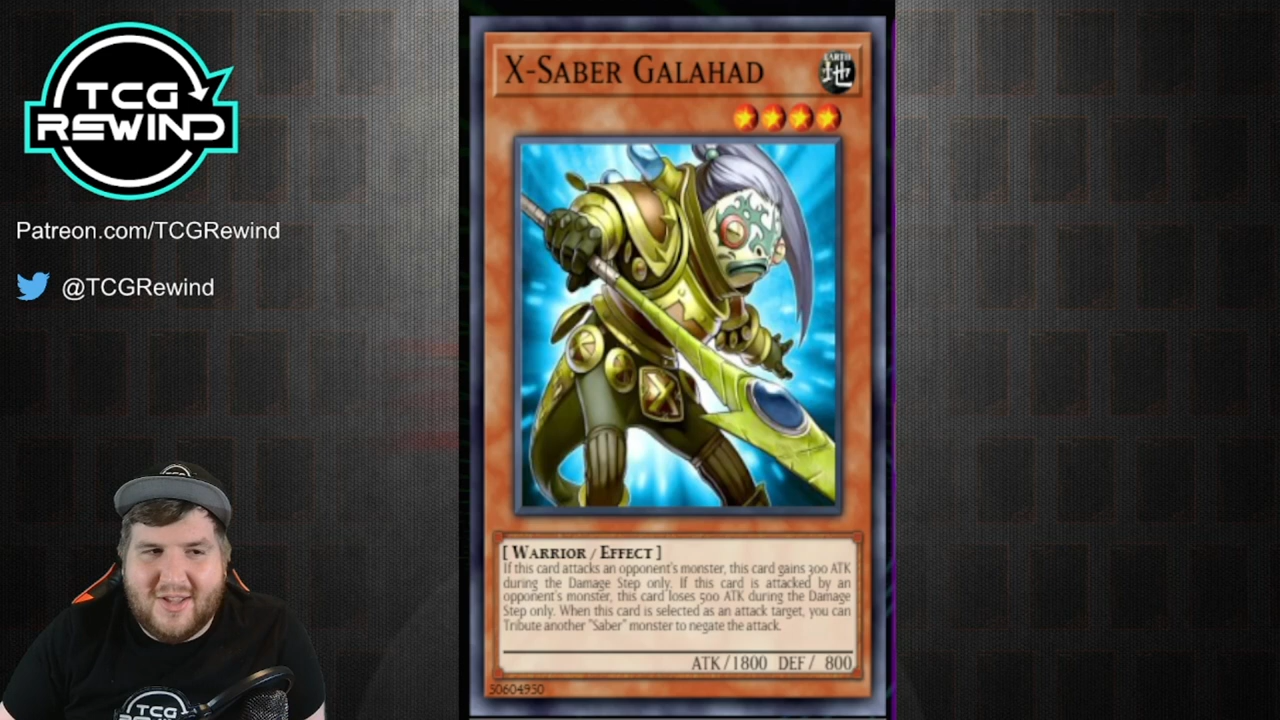 TCG
REWIND
Patreon.com/TCGRewind
@TCGRewind
X-SABER GALAHAD
EARTH
地
[ WARRIOR / EFFECT ]
If this card attacks an opponent's monster, this card gains 300 ATK
during the Damage Step only. If this card is attacked by an
opponent's monster, this card loses 500 ATK during the Damage
Step only. When this card is selected as an attack target, you can
Tribute another "Saber" monster to negate the attack.
ATK/1800 DEF/ 800
50604950
TCG